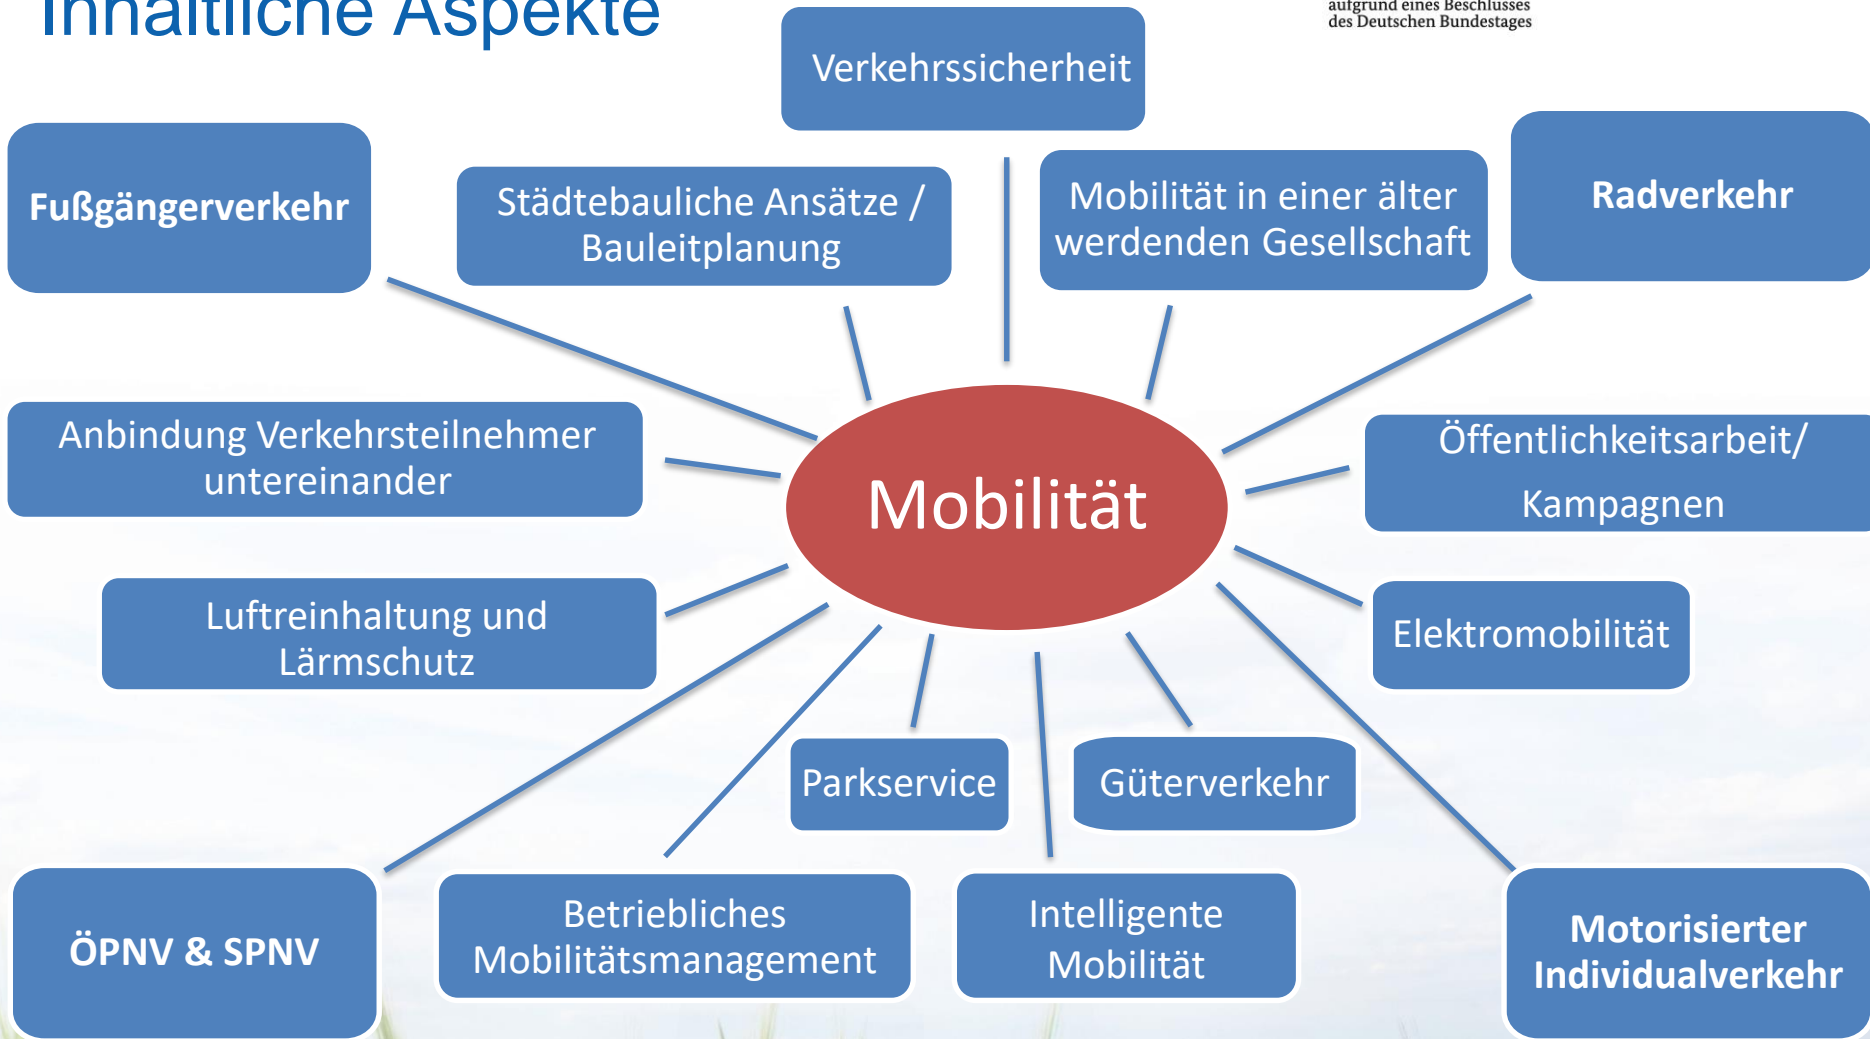 Inhaltliche Aspekte
aufgrund eines Beschlusses
des Deutschen Bundestages
Verkehrssicherheit
Fußgängerverkehr
Städtebauliche Ansätze /
Bauleitplanung
Mobilität in einer älter
werdenden Gesellschaft
Radverkehr
Anbindung Verkehrsteilnehmer
untereinander
Mobilität
Öffentlichkeitsarbeit/
Kampagnen
Luftreinhaltung und
Lärmschutz
Elektromobilität
Parkservice
Güterverkehr
ÖPNV & SPNV
Betriebliches
Mobilitätsmanagement
Intelligente
Mobilität
Motorisierter
Individualverkehr